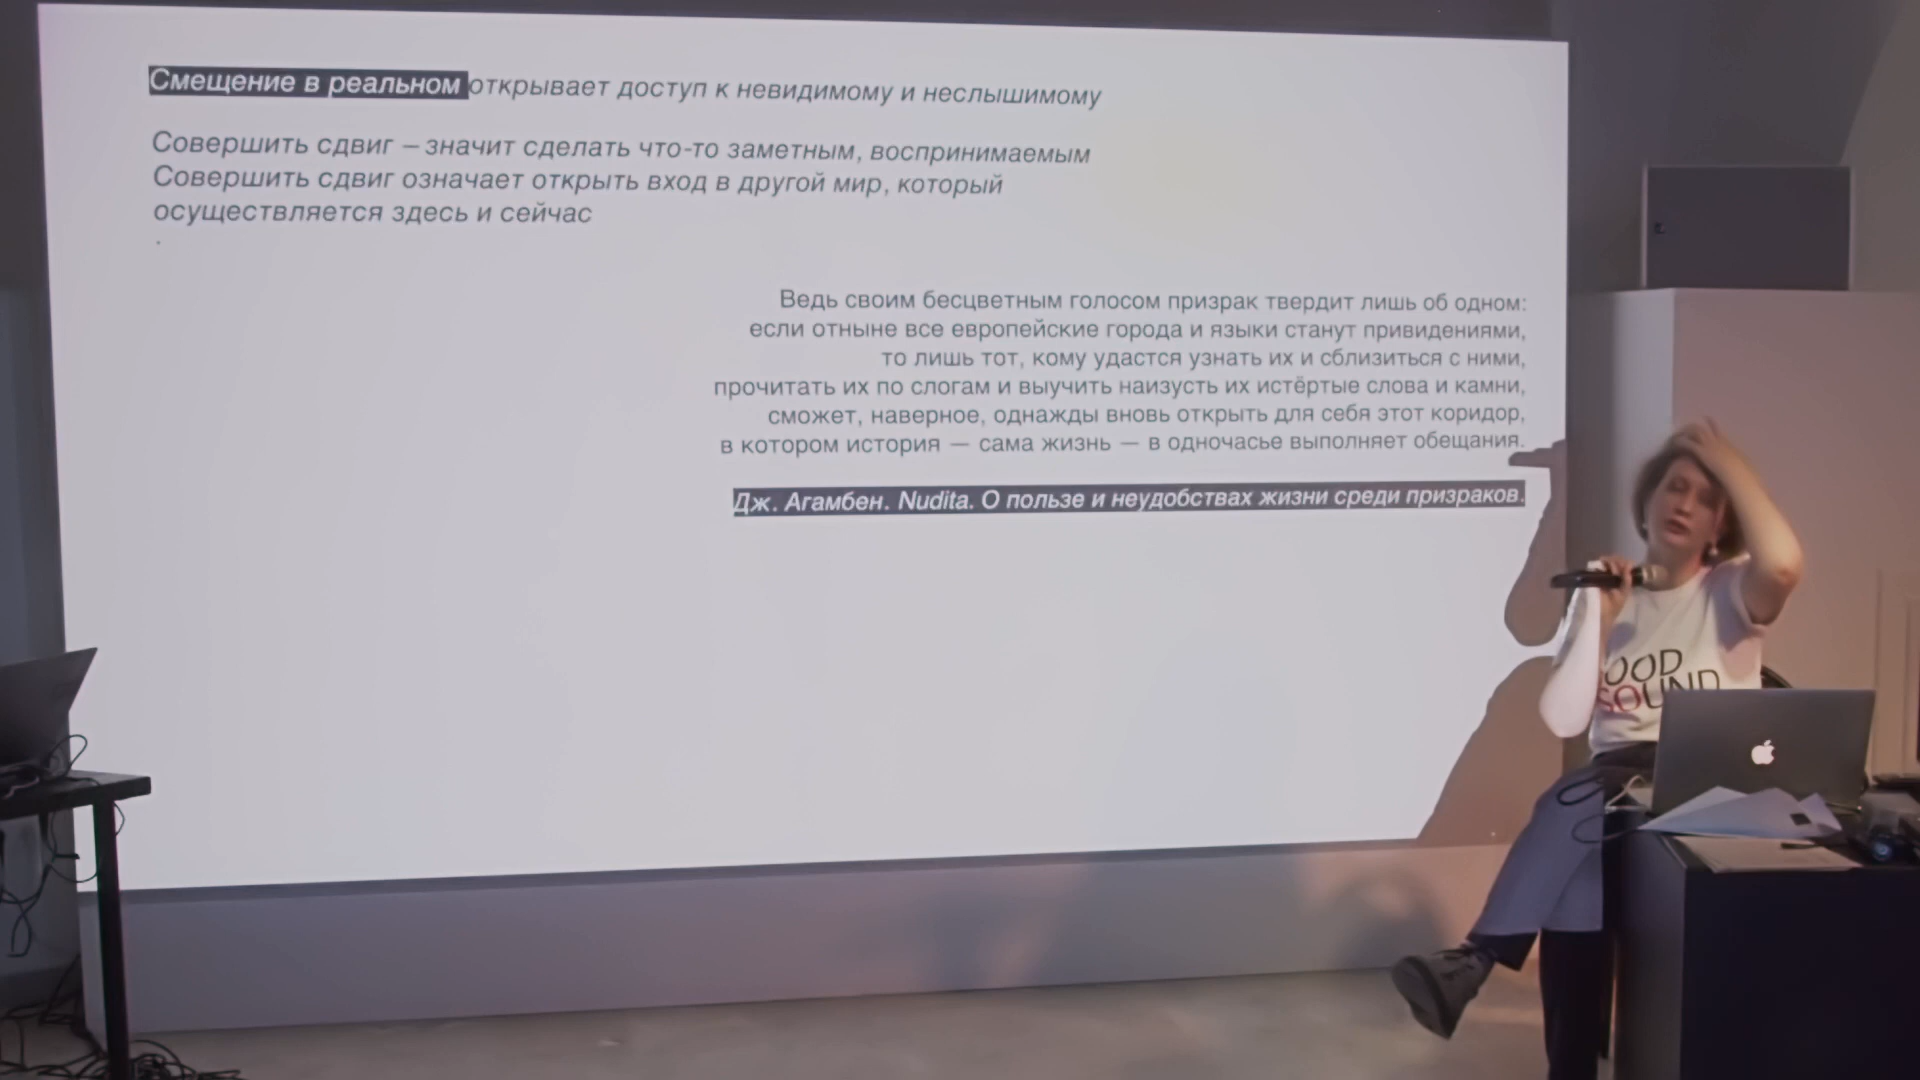 Смещение в реальном открывает доступ к невидимому и неслышимому
Совершить сдвиг – значит сделать что-то заметным, воспринимаемым
Совершить сдвиг означает открыть вход в другой мир, который
осуществляется здесь и сейчас
.
Ведь своим бесцветным голосом призрак твердит лишь об одном:
если отныне все европейские города и языки станут привидениями,
то лишь тот, кому удастся узнать их и сблизиться с ними,
прочитать их по слогам и выучить наизусть их истёртые слова и камни,
сможет, наверное, однажды вновь открыть для себя этот коридор,
в котором история — сама жизнь — в одночасье выполняет обещания.
Дж. Агамбен. Nudita. О пользе и неудобствах жизни среди призраков.
OOD
SOUND